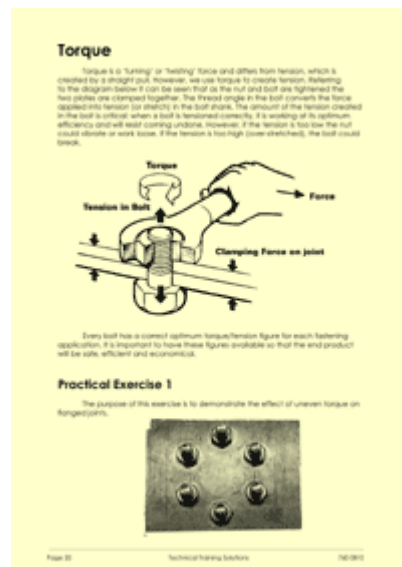 Torque
Torque is a 'turning' or 'twisting' force and differs from tension, which is
created by a straight pull. However, we use torque to create tension. Referring
to the diagram below it can be seen that as the nut and bolt are tightened the
two plates are clamped together. The thread angle in the bolt converts the force
applied into tension (or stretch) in the bolt shank. The amount of the tension created
in the bolt is critical: when a bolt is tensioned correctly, it is working at its optimum
efficiency and will resist coming undone. However, if the tension is too low the nut
could vibrate or work loose. If the tension is too high (over-stretched), the bolt could
break.
Torque
Force
Tension in Bolt
Clamping Force on joint
Every bolt has a correct optimum torque/tension figure for each fastening
application. It is important to have these figures available so that the end product
will be safe, efficient and economical.
Practical Exercise 1
The purpose of this exercise is to demonstrate the effect of uneven torque on
flanged joints.
Page 20
Technical Training Solutions